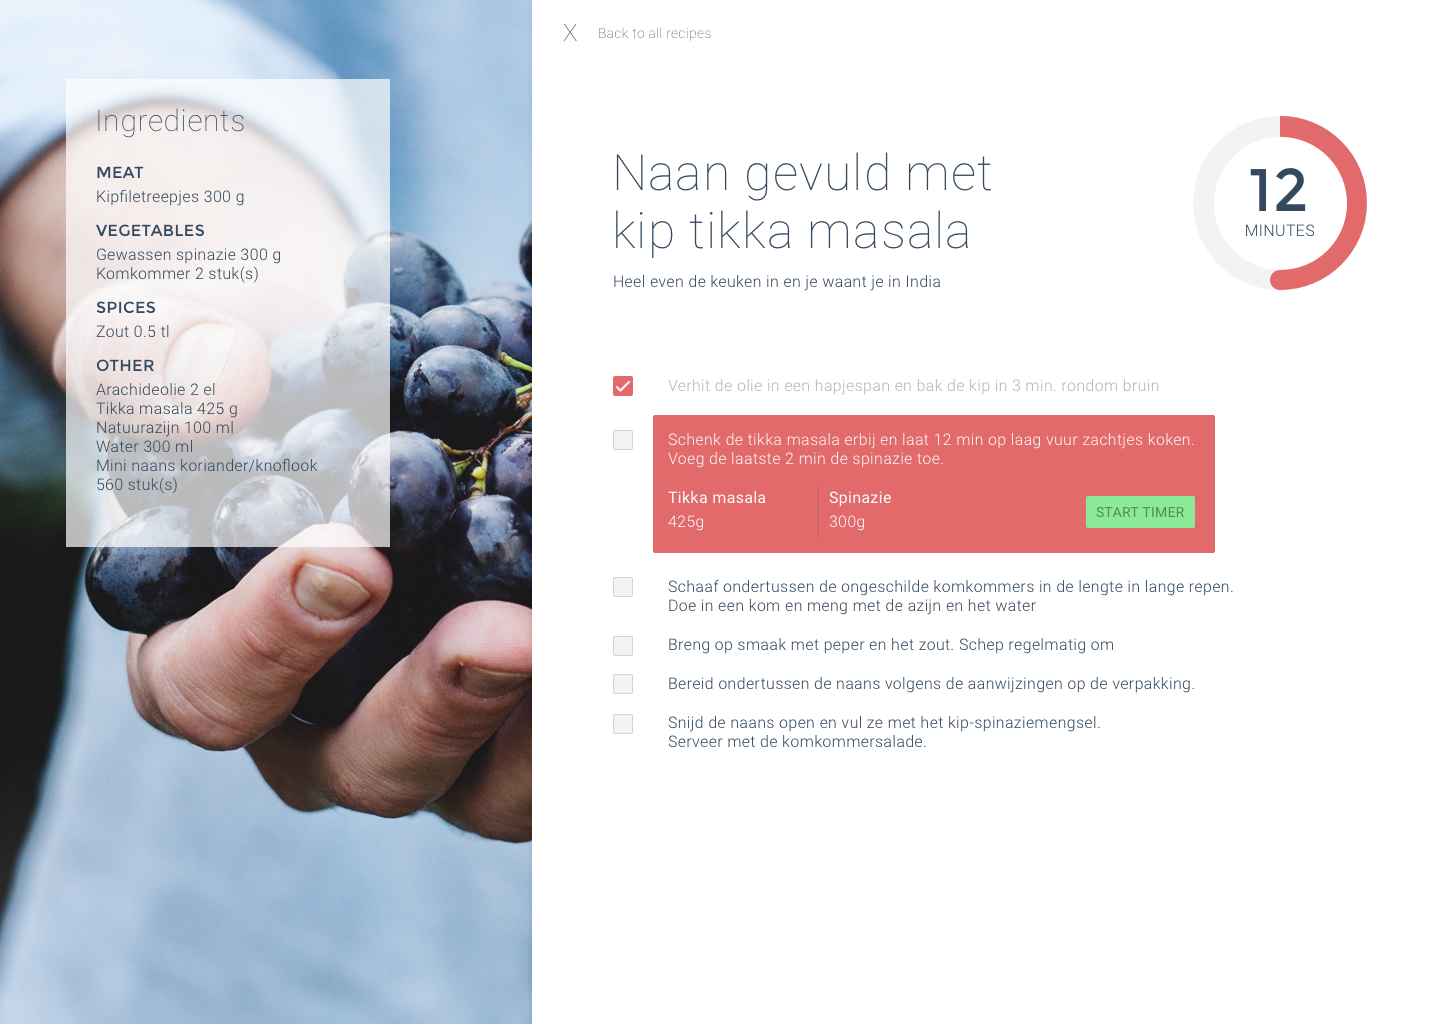 X Back to all recipes
Ingredients
MEAT
Kipfiletreepjes 300 g
VEGETABLES
Gewassen spinazie 300 g
Komkommer 2 stuk(s)
SPICES
Zout 0.5 tl
OTHER
Arachideolie 2 el
Tikka masala 425 g
Natuurazijn 100 ml
Water 300 ml
Mini naans koriander/knoflook
560 stuk(s)
Naan gevuld met
kip tikka masala
Heel even de keuken in en je waant je in India
12
MINUTES
Verhit de olie in een hapjespan en bak de kip in 3 min. rondom bruin
Schenk de tikka masala erbij en laat 12 min op laag vuur zachtjes koken.
Voeg de laatste 2 min de spinazie toe.
Tikka masala
425g
Spinazie
300g
START TIMER
Schaaf ondertussen de ongeschilde komkommers in de lengte in lange repen.
Doe in een kom en meng met de azijn en het water
Breng op smaak met peper en het zout. Schep regelmatig om
Bereid ondertussen de naans volgens de aanwijzingen op de verpakking.
Snijd de naans open en vul ze met het kip-spinaziemengsel.
Serveer met de komkommersalade.